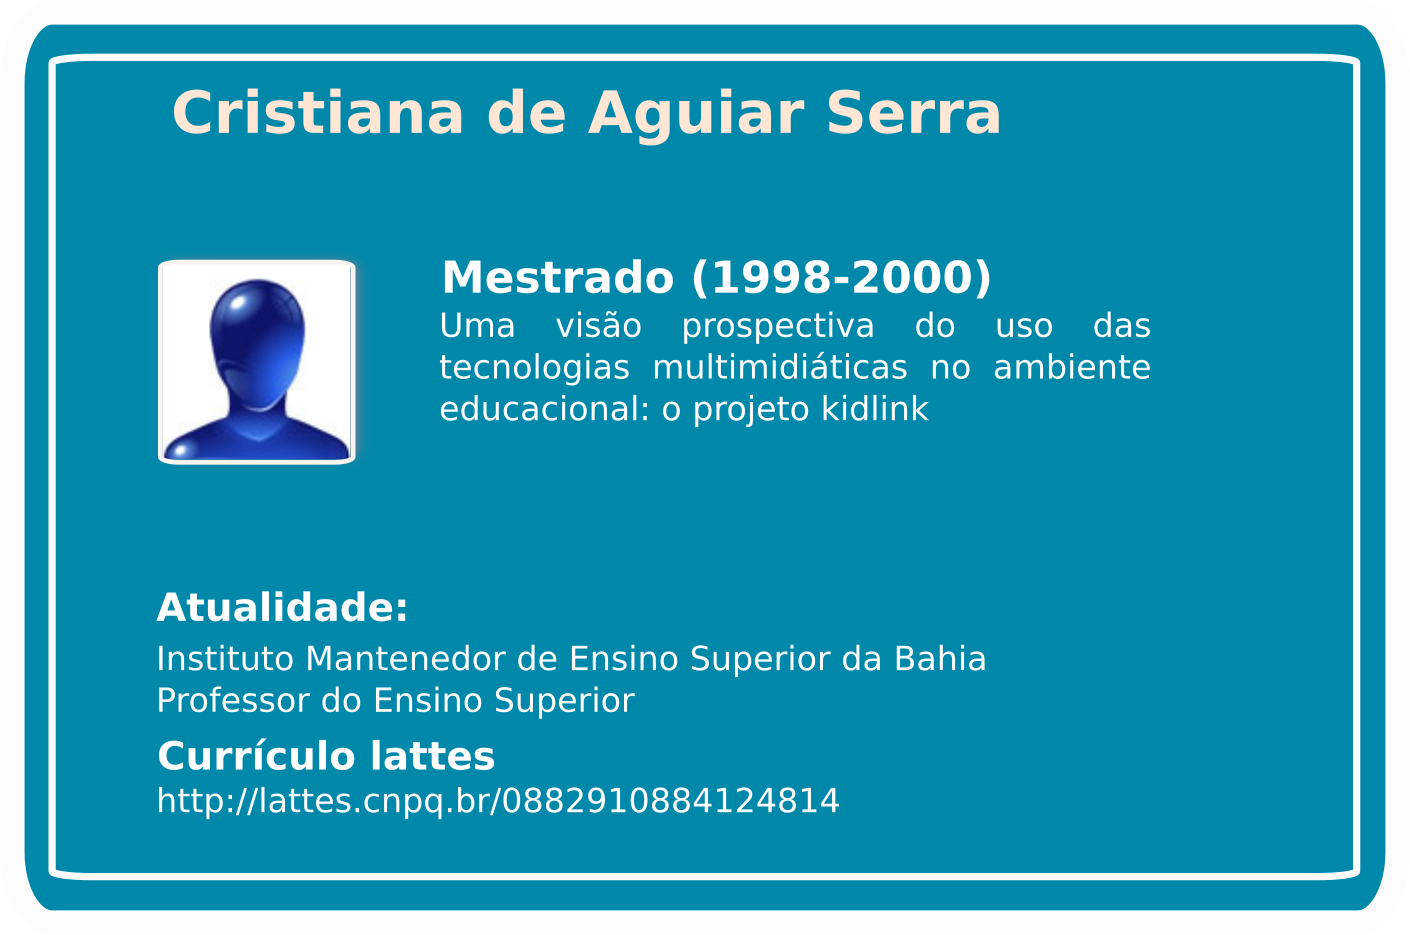 Cristiana de Aguiar Serra
Mestrado (1998-2000)
Uma visão prospectiva do uso das
tecnologias multimidiáticas no ambiente
educacional: o projeto kidlink
Atualidade:
Instituto Mantenedor de Ensino Superior da Bahia
Professor do Ensino Superior
Currículo lattes
http://lattes.cnpq.br/0882910884124814